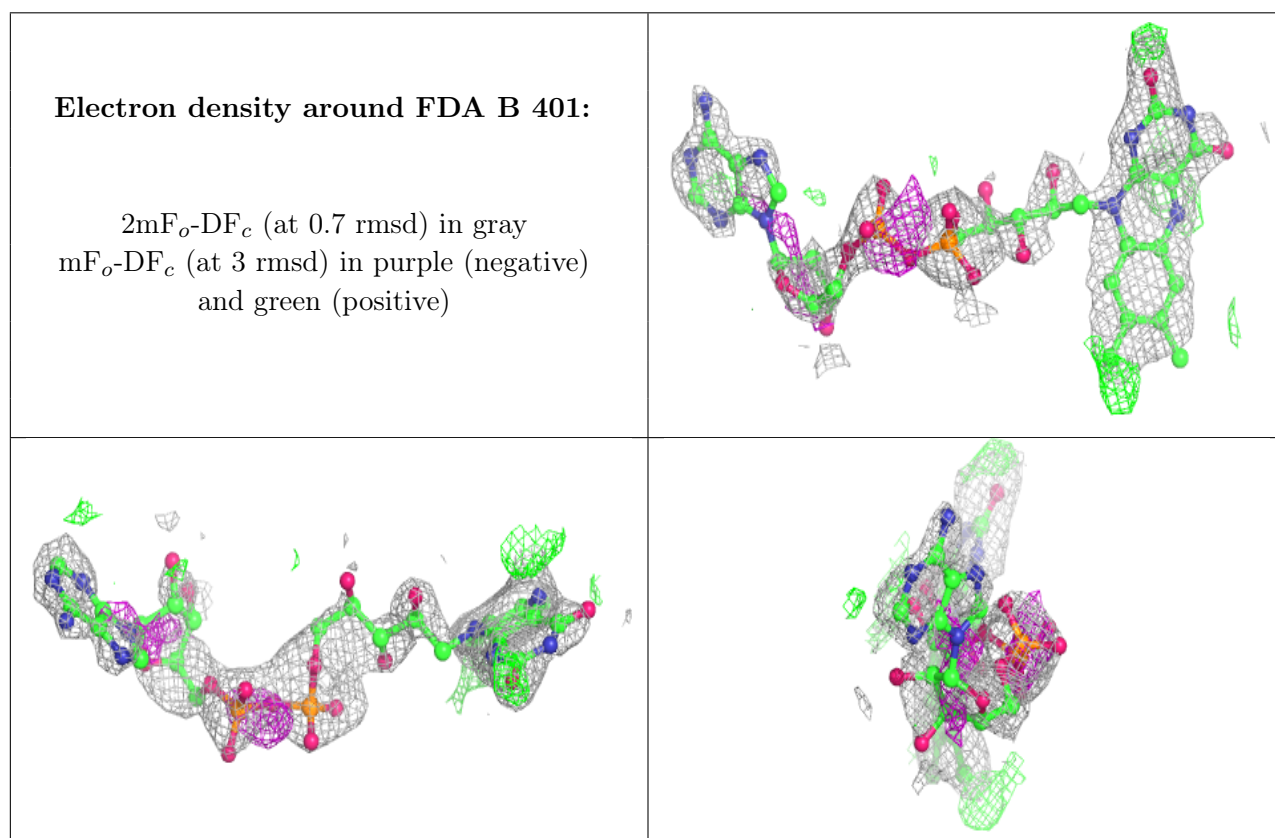 Electron density around FDA B 401:
2mFₒ-DF𝒸 (at 0.7 rmsd) in gray
mFₒ-DF𝒸 (at 3 rmsd) in purple (negative)
and green (positive)